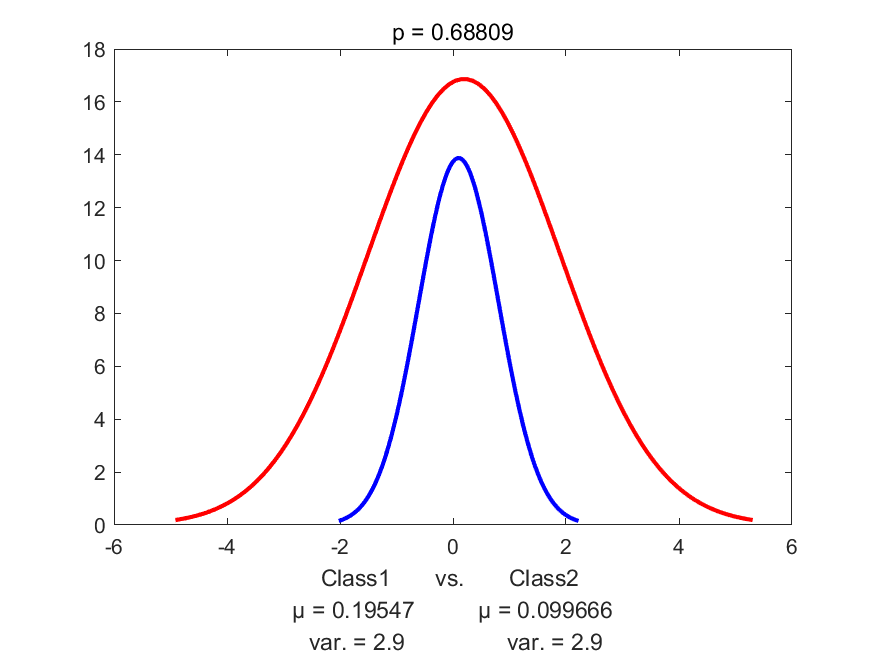 p = 0.68809
18
16
14
12
10
8
6
4
2
0
-6 -4 -2 0 2 4 6
Class1 vs. Class2
μ = 0.19547 μ = 0.099666
var. = 2.9 var. = 2.9